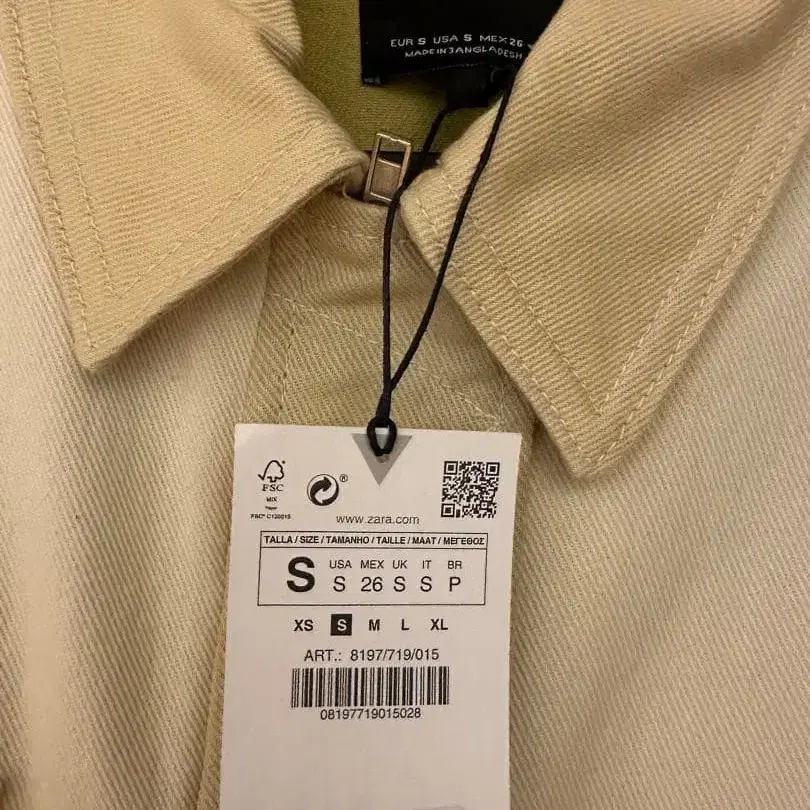 EUR S USA S MEX 26
MADE IN BANGLADESH
FSC
MIX
Paper
FSC® C120015
®
www.zara.com
TALLA / SIZE / TAMANHO / TAILLE / MAAT / ΜΕΓΕΘΟΣ
S
USA MEX UK IT BR
S 26 S S P
XS S M L XL
ART.: 8197/719/015
08197719015028